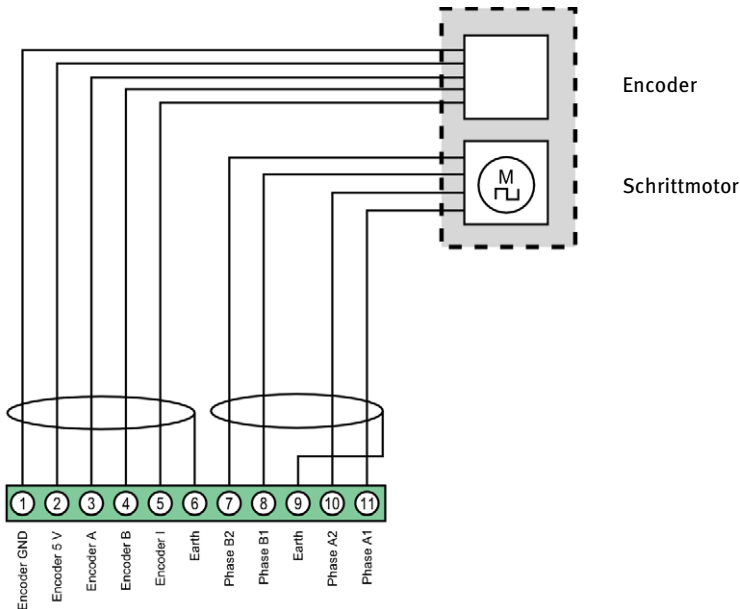 Encoder
M
Schrittmotor
1 2 3 4 5 6 7 8 9 10 11
Encoder GND
Encoder 5 V
Encoder A
Encoder B
Encoder I
Earth
Phase B2
Phase B1
Earth
Phase A2
Phase A1